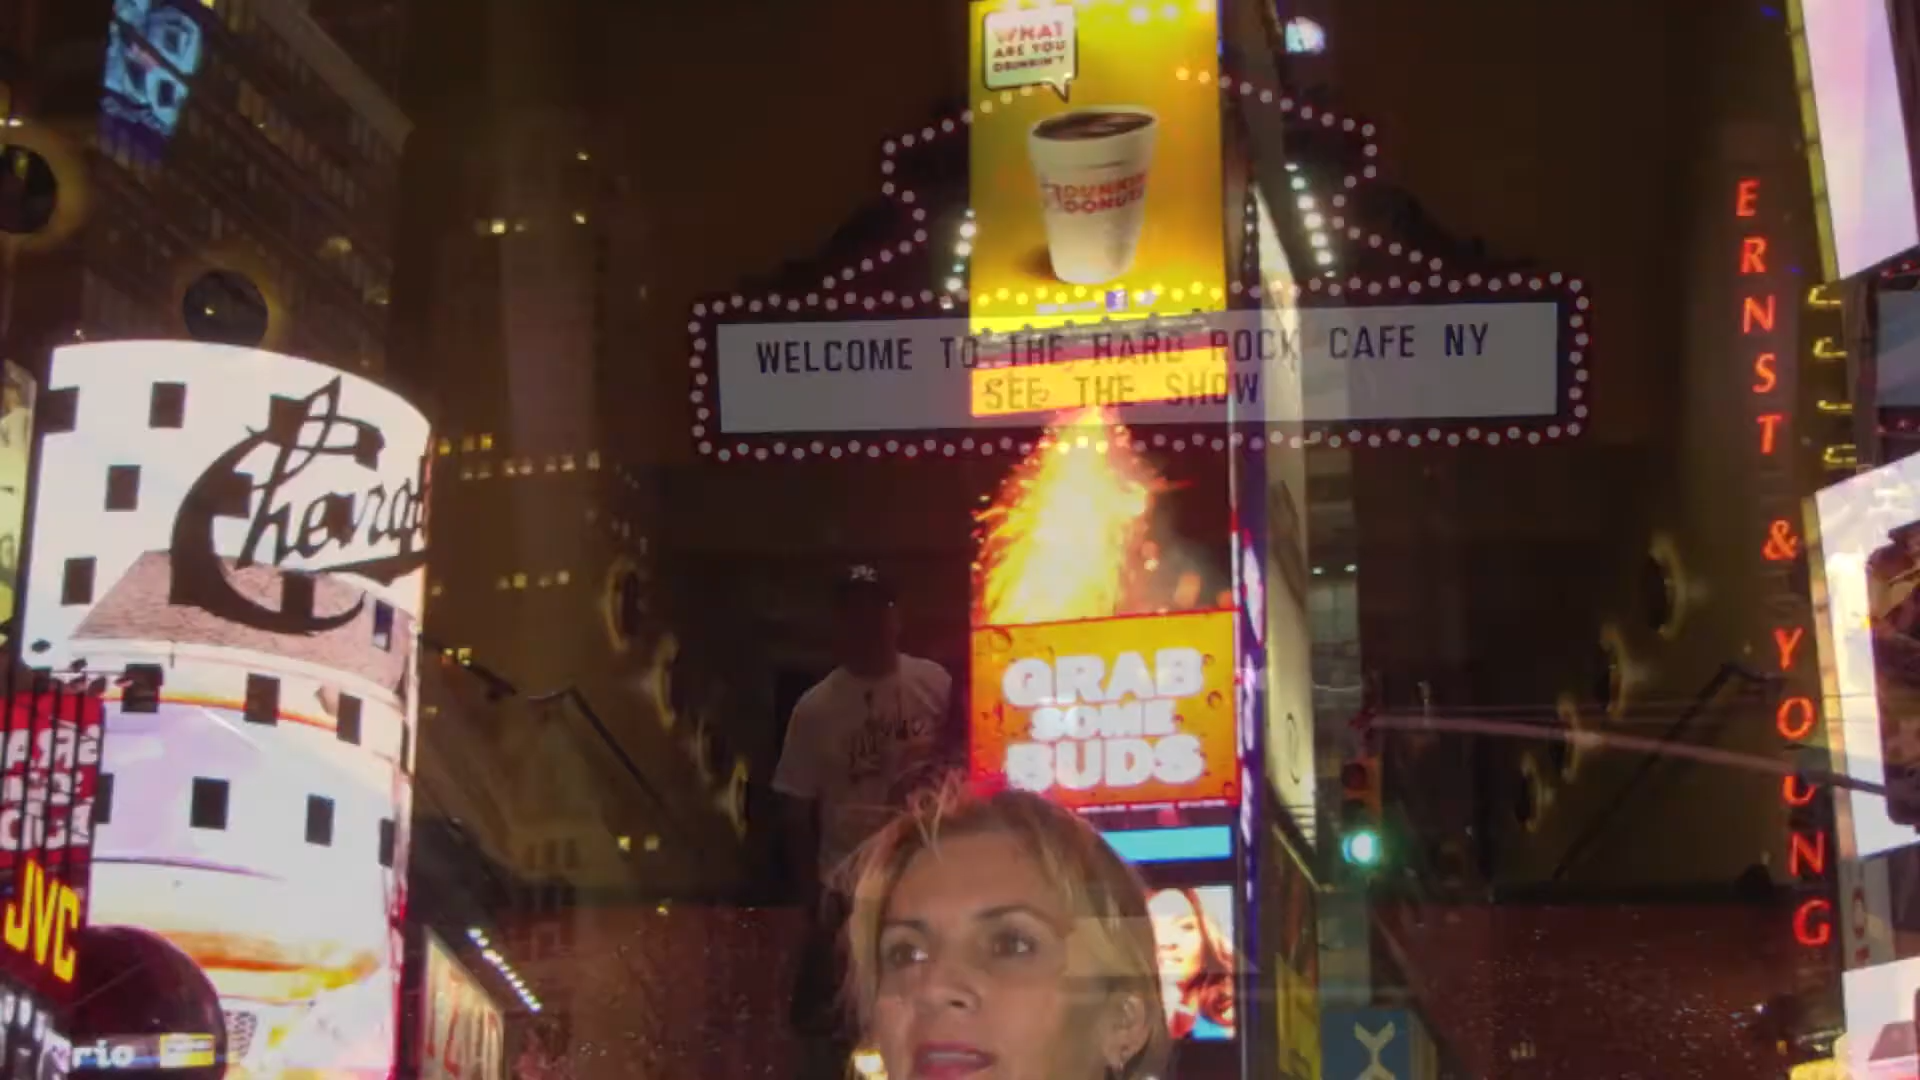 WHAT
ARE YOU
DRINKIN'?
DUNKIN'
DONUTS
WELCOME TO THE HARD ROCK CAFE NY
SEE THE SHOW
GRAB
SOME
BUDS
ERNST & YOUNG
JVC